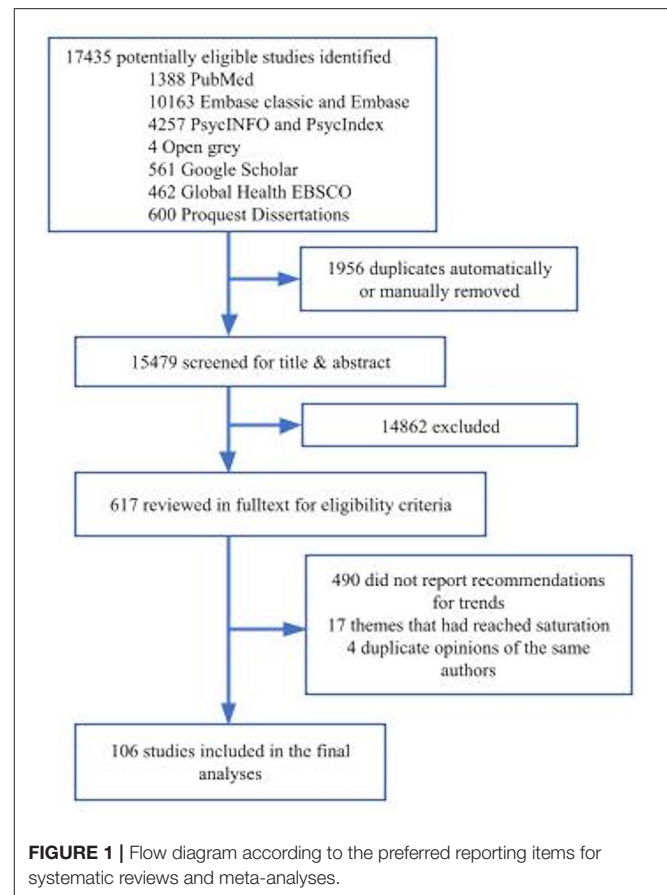 17435 potentially eligible studies identified
1388 PubMed
10163 Embase classic and Embase
4257 PsycINFO and PsycIndex
4 Open grey
561 Google Scholar
462 Global Health EBSCO
600 Proquest Dissertations
1956 duplicates automatically
or manually removed
15479 screened for title & abstract
14862 excluded
617 reviewed in fulltext for eligibility criteria
490 did not report recommendations
for trends
17 themes that had reached saturation
4 duplicate opinions of the same
authors
106 studies included in the final
analyses
FIGURE 1 | Flow diagram according to the preferred reporting items for
systematic reviews and meta-analyses.